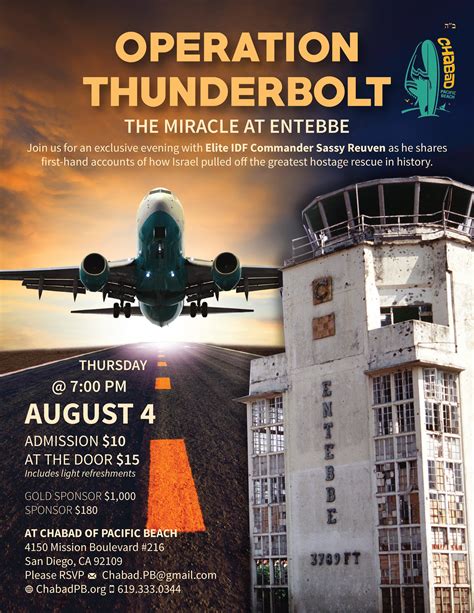 OPERATION
THUNDERBOLT
THE MIRACLE AT ENTEBBE
ב"ה
CHABAD
PACIFIC
BEACH
Join us for an exclusive evening with Elite IDF Commander Sassy Reuven as he shares
first-hand accounts of how Israel pulled off the greatest hostage rescue in history.
THURSDAY
@ 7:00 PM
AUGUST 4
ADMISSION $10
AT THE DOOR $15
Includes light refreshments
GOLD SPONSOR $1,000
SPONSOR $180
AT CHABAD OF PACIFIC BEACH
4150 Mission Boulevard #216
San Diego, CA 92109
Please RSVP Chabad.PB@gmail.com
ChabadPB.org 619.333.0344
ENTEBBE
3789 FT